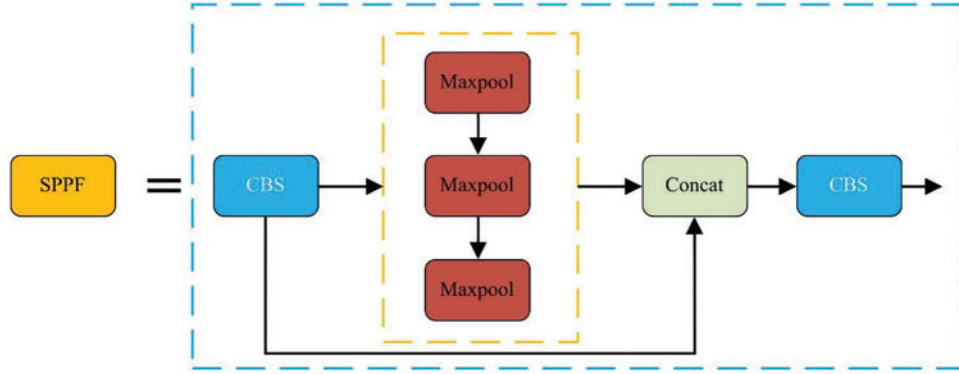 SPPF
=
CBS
Maxpool
Maxpool
Maxpool
Concat
CBS